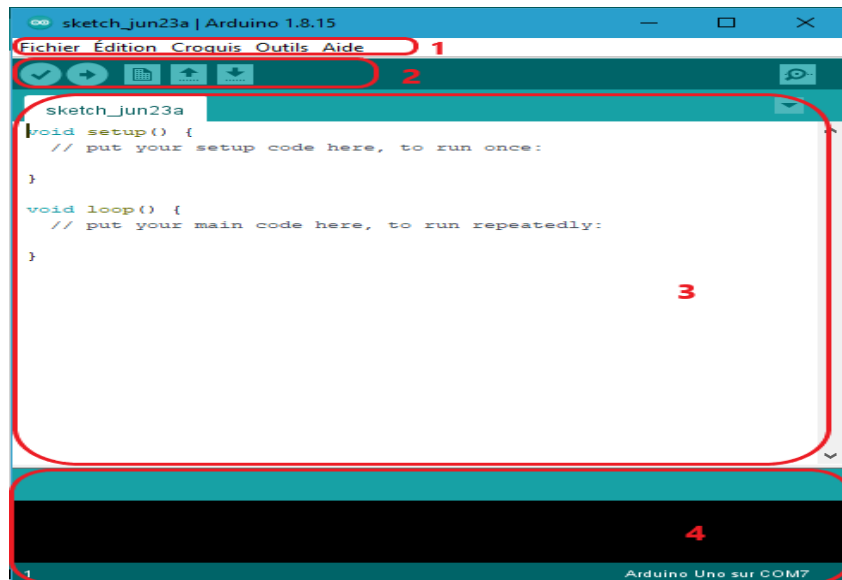 sketch_jun23a | Arduino 1.8.15
Fichier Édition Croquis Outils Aide 1
2
sketch_jun23a
void setup() {
// put your setup code here, to run once:
}
void loop() {
// put your main code here, to run repeatedly:
}
3
4
1 Arduino Uno sur COM7